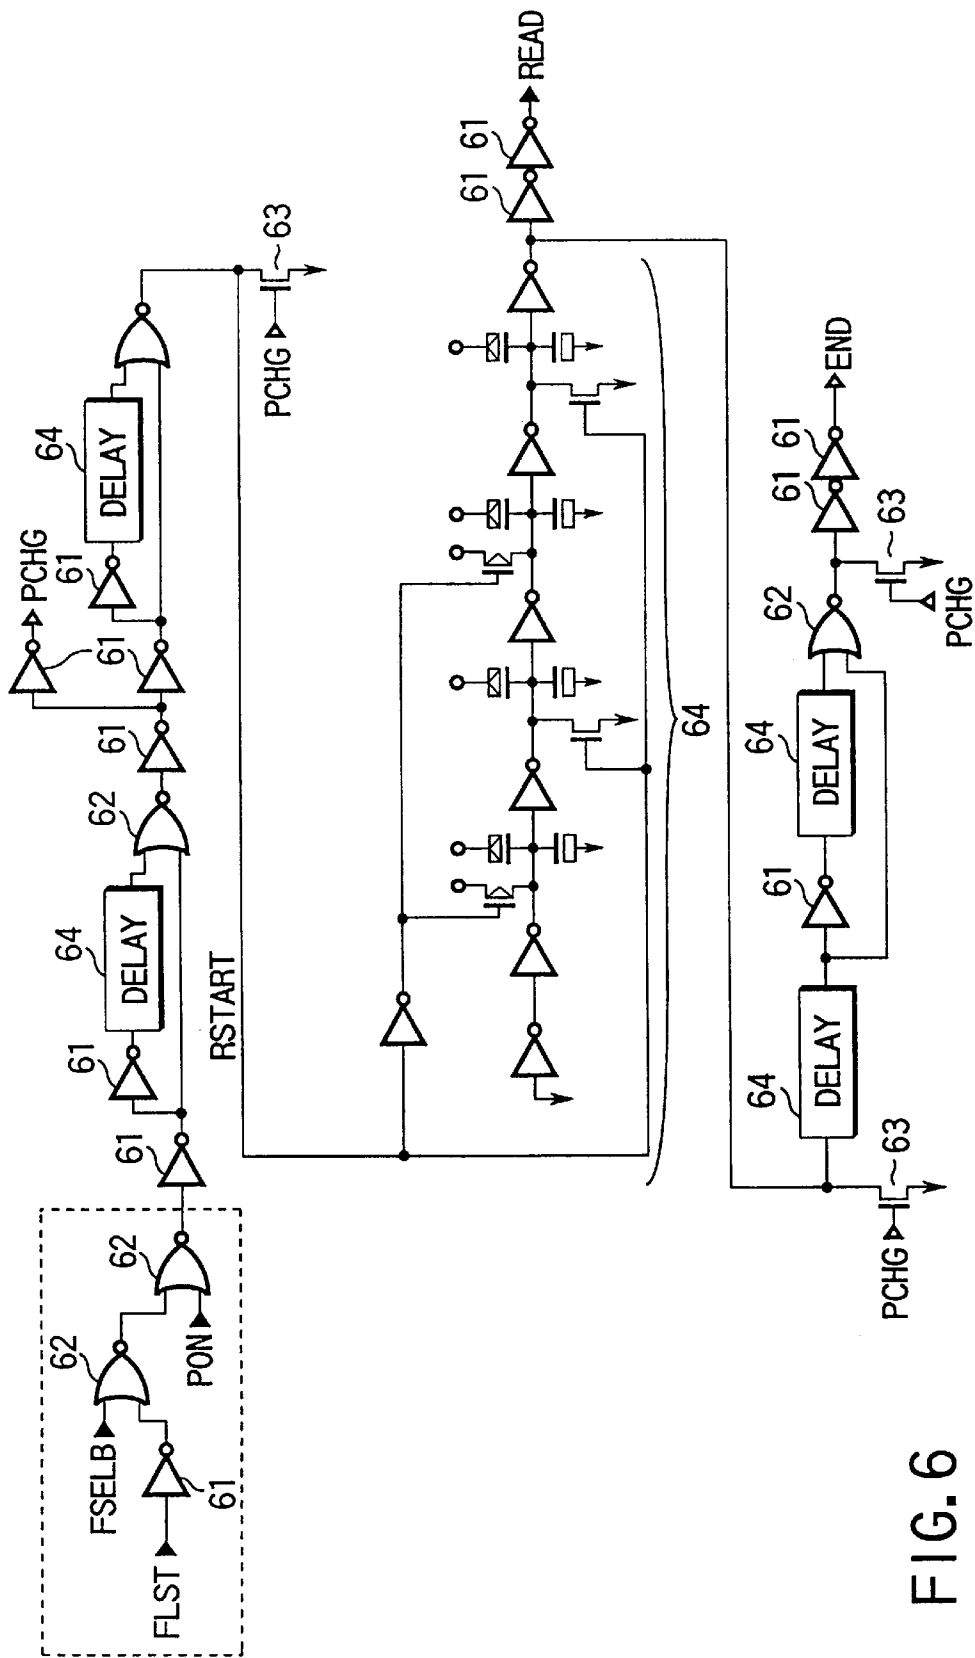 FLST
FSELB
61
62
PON
62
61
61
64
DELAY
62
61
61
PCHG
61
64
DELAY
PCHG
63
RSTART
64
61
61
READ
PCHG
63
64
DELAY
61
64
DELAY
62
PCHG
63
61
61
END
FIG. 6